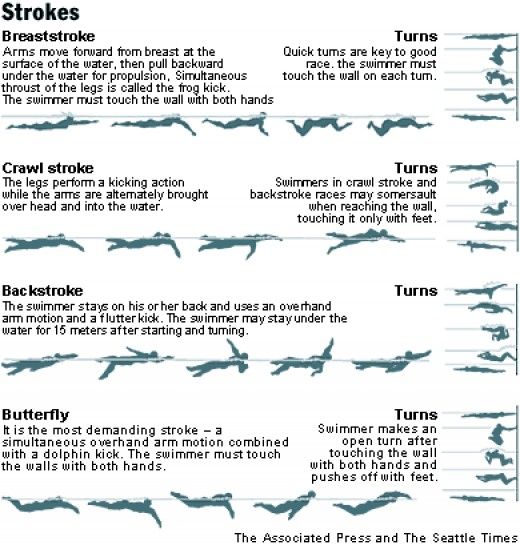 Strokes
Breaststroke
Arms move forward from breast at the
surface of the water, then pull backward
under the water for propulsion, Simultaneous
thrust of the legs is called the frog kick.
The swimmer must touch the wall with both hands
Turns
Quick turns are key to good
race. the swimmer must
touch the wall on each turn.
Crawl stroke
The legs perform a kicking action
while the arms are alternately brought
over head and into the water.
Turns
Swimmers in crawl stroke and
backstroke races may somersault
when reaching the wall,
touching it only with feet.
Backstroke
The swimmer stays on his or her back and uses an overhand
arm motion and a flutter kick. The swimmer may stay under the
water for 15 meters after starting and turning.
Turns
Butterfly
It is the most demanding stroke – a
simultaneous overhand arm motion combined
with a dolphin kick. The swimmer must touch
the walls with both hands.
Turns
Swimmer makes an
open turn after
touching the wall
with both hands and
pushes off with feet.
The Associated Press and The Seattle Times